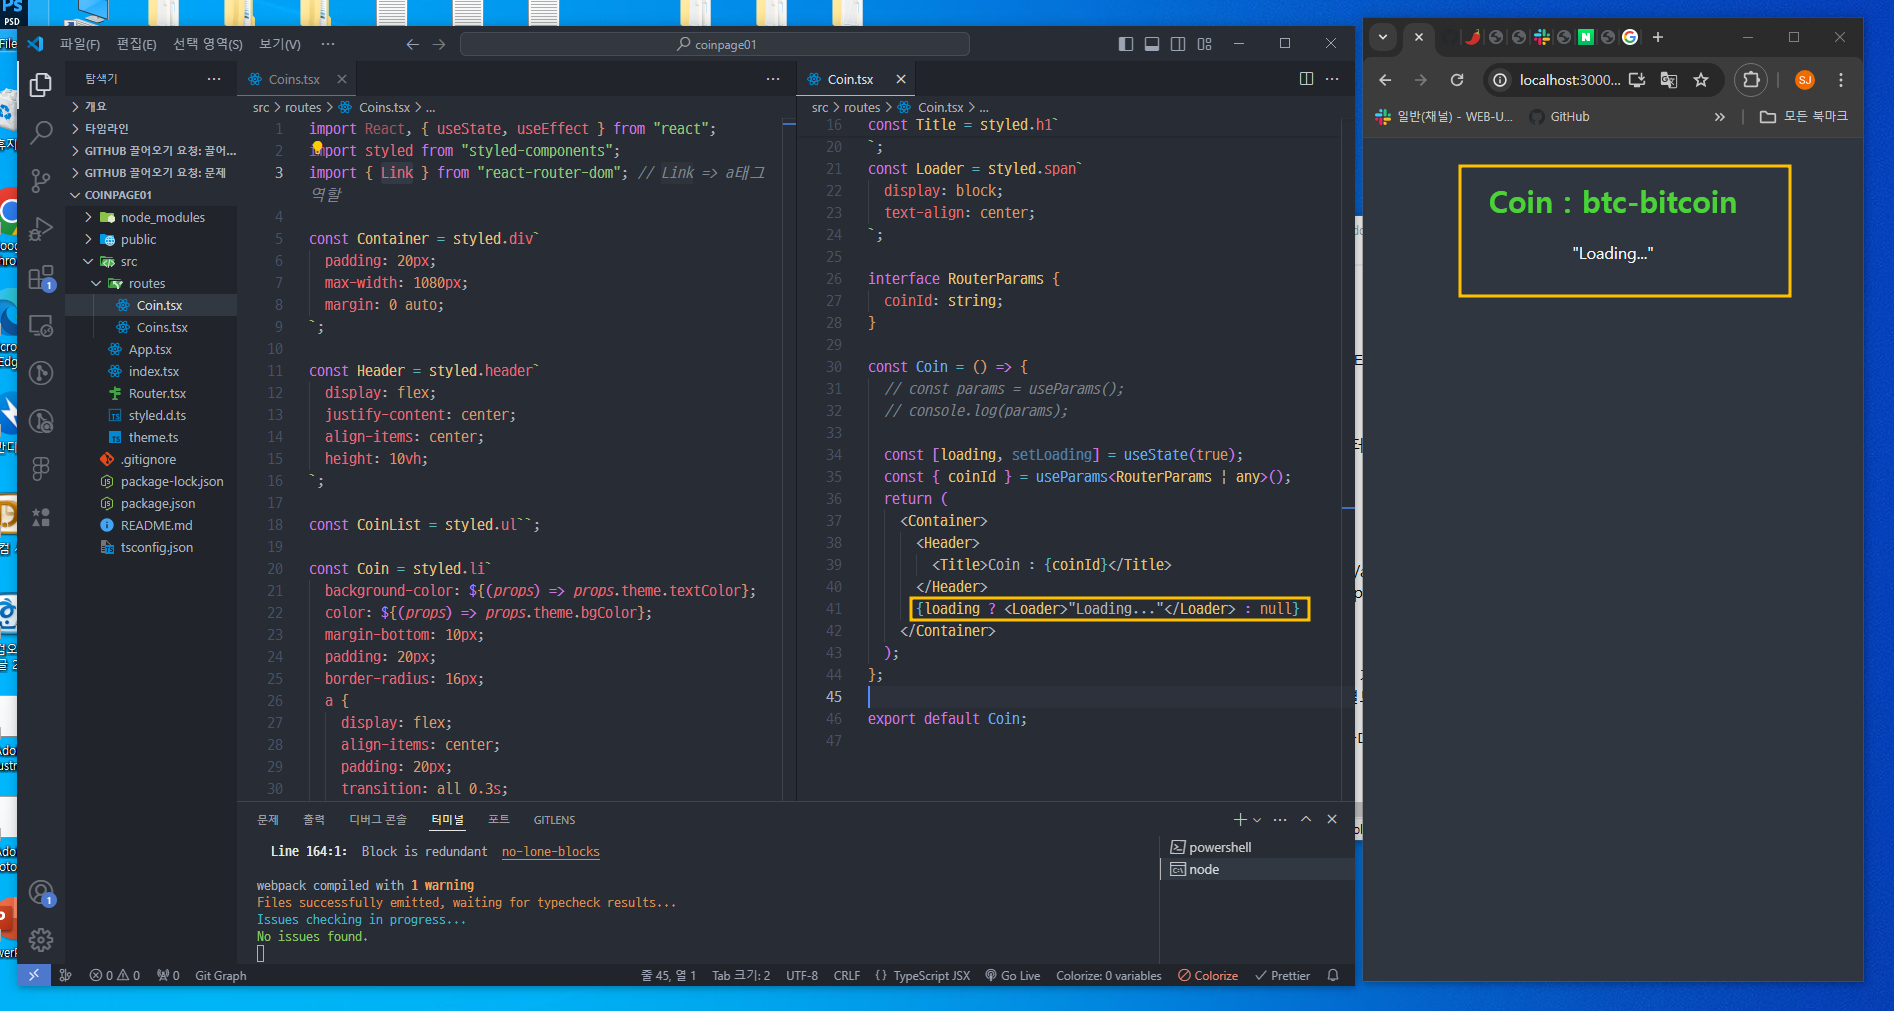 파일(F) 편집(E) 선택 영역(S) 보기(V) ···
coinpage01
탐색기 ···
개요
타임라인
GITHUB 끌어오기 요청: 끌어...
GITHUB 끌어오기 요청: 문제
COINPAGE01
node_modules
public
src
routes
Coin.tsx
Coins.tsx
App.tsx
index.tsx
Router.tsx
styled.d.ts
theme.ts
.gitignore
package-lock.json
package.json
README.md
tsconfig.json
Coins.tsx
src > routes > Coins.tsx > ...
1 import React, { useState, useEffect } from "react";
2 import styled from "styled-components";
3 import { Link } from "react-router-dom"; // Link => a태그
역할
4
5 const Container = styled.div`
6 padding: 20px;
7 max-width: 1080px;
8 margin: 0 auto;
9 `;
10
11 const Header = styled.header`
12 display: flex;
13 justify-content: center;
14 align-items: center;
15 height: 10vh;
16 `;
17
18 const CoinList = styled.ul``;
19
20 const Coin = styled.li`
21 background-color: ${(props) => props.theme.textColor};
22 color: ${(props) => props.theme.bgColor};
23 margin-bottom: 10px;
24 padding: 20px;
25 border-radius: 16px;
26 a {
27 display: flex;
28 align-items: center;
29 padding: 20px;
30 transition: all 0.3s;
Coin.tsx
src > routes > Coin.tsx > ...
16 const Title = styled.h1`
20 `;
21 const Loader = styled.span`
22 display: block;
23 text-align: center;
24 `;
25
26 interface RouterParams {
27 coinId: string;
28 }
29
30 const Coin = () => {
31 // const params = useParams();
32 // console.log(params);
33
34 const [loading, setLoading] = useState(true);
35 const { coinId } = useParams<RouterParams | any>();
36 return (
37 <Container>
38 <Header>
39 <Title>Coin : {coinId}</Title>
40 </Header>
41 {loading ? <Loader>"Loading..."</Loader> : null}
42 </Container>
43 );
44 };
45
46 export default Coin;
47
문제 출력 디버그 콘솔 터미널 포트 GITLENS
Line 164:1: Block is redundant no-lone-blocks
webpack compiled with 1 warning
Files successfully emitted, waiting for typecheck results...
Issues checking in progress...
No issues found.
powershell
node
0 0 0 Git Graph
줄 45, 열 1 Tab 크기: 2 UTF-8 CRLF {} TypeScript JSX Go Live Colorize: 0 variables Colorize Prettier
localhost:3000... SJ
일반(채널) - WEB-U... GitHub » 모든 북마크
Coin : btc-bitcoin
"Loading..."